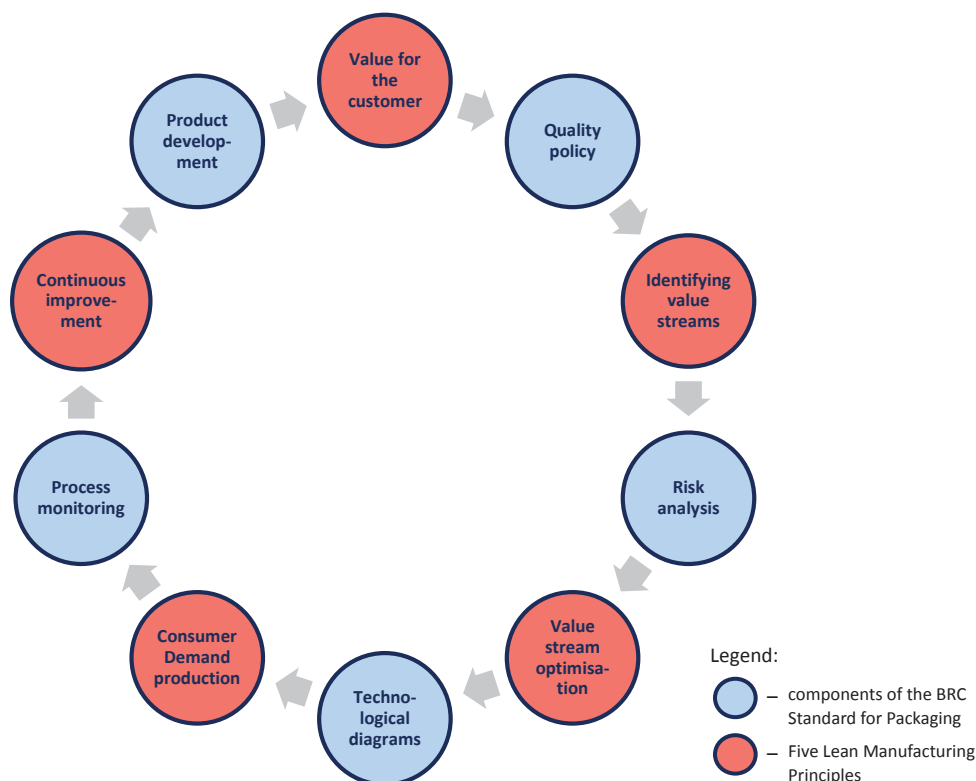 Value for
the
customer
Quality
policy
Identifying
value
streams
Risk
analysis
Value
stream
optimisa-
tion
Techno-
logical
diagrams
Consumer
Demand
production
Process
monitoring
Continuous
improve-
ment
Product
develop-
ment
Legend:
– components of the BRC
Standard for Packaging
– Five Lean Manufacturing
Principles